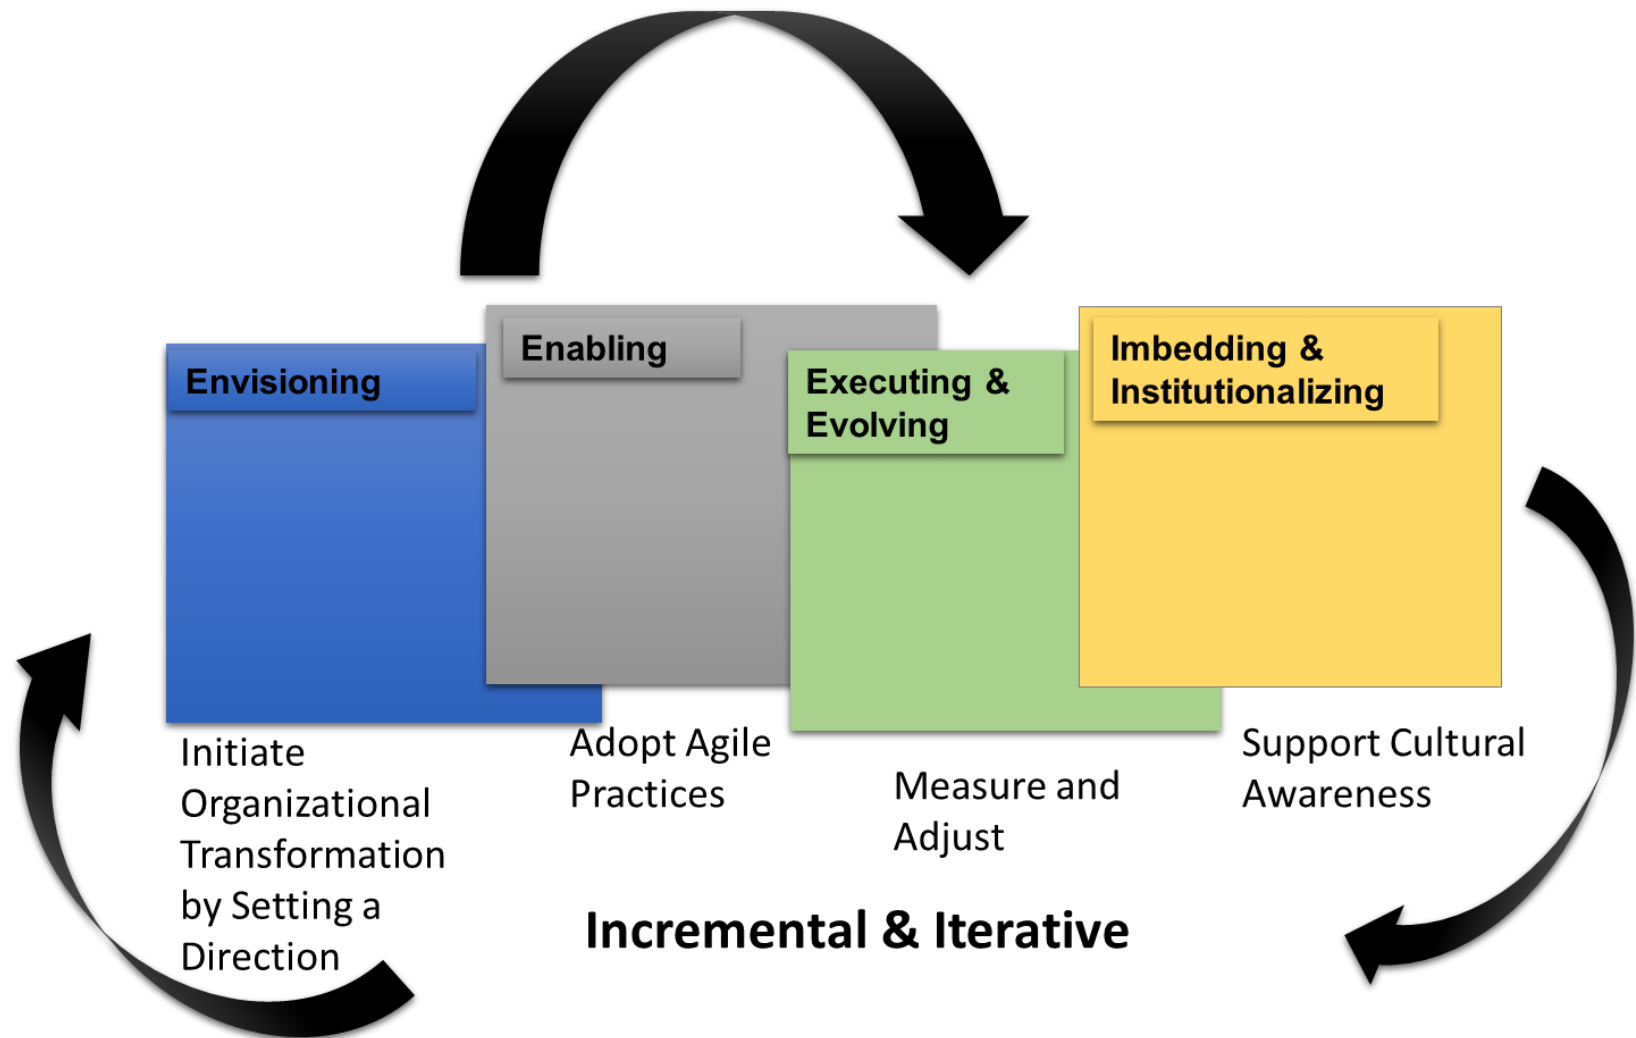 Envisioning
Enabling
Executing &
Evolving
Imbedding &
Institutionalizing
Initiate
Organizational
Transformation
by Setting a
Direction
Adopt Agile
Practices
Measure and
Adjust
Support Cultural
Awareness
Incremental & Iterative